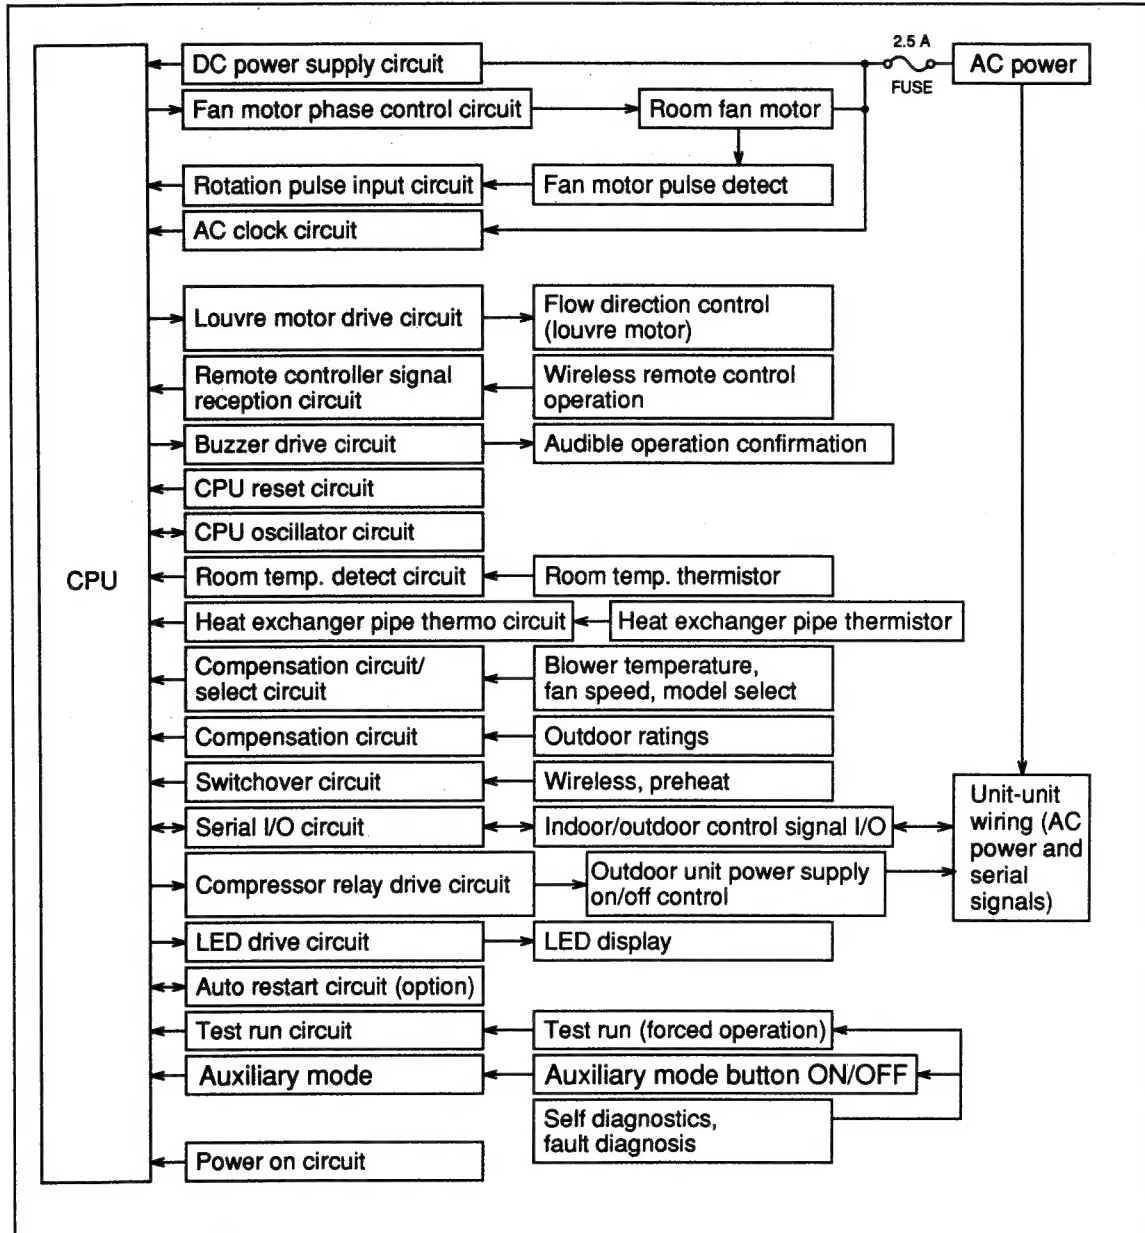 2.5 A
FUSE
DC power supply circuit
AC power
Fan motor phase control circuit
Room fan motor
Rotation pulse input circuit
Fan motor pulse detect
AC clock circuit
Louvre motor drive circuit
Flow direction control
(louvre motor)
Remote controller signal
reception circuit
Wireless remote control
operation
Buzzer drive circuit
Audible operation confirmation
CPU reset circuit
CPU oscillator circuit
CPU
Room temp. detect circuit
Room temp. thermistor
Heat exchanger pipe thermo circuit
Heat exchanger pipe thermistor
Compensation circuit/
select circuit
Blower temperature,
fan speed, model select
Compensation circuit
Outdoor ratings
Switchover circuit
Wireless, preheat
Serial I/O circuit
Indoor/outdoor control signal I/O
Unit-unit
wiring (AC
power and
serial
signals)
Compressor relay drive circuit
Outdoor unit power supply
on/off control
LED drive circuit
LED display
Auto restart circuit (option)
Test run circuit
Test run (forced operation)
Auxiliary mode
Auxiliary mode button ON/OFF
Self diagnostics,
fault diagnosis
Power on circuit